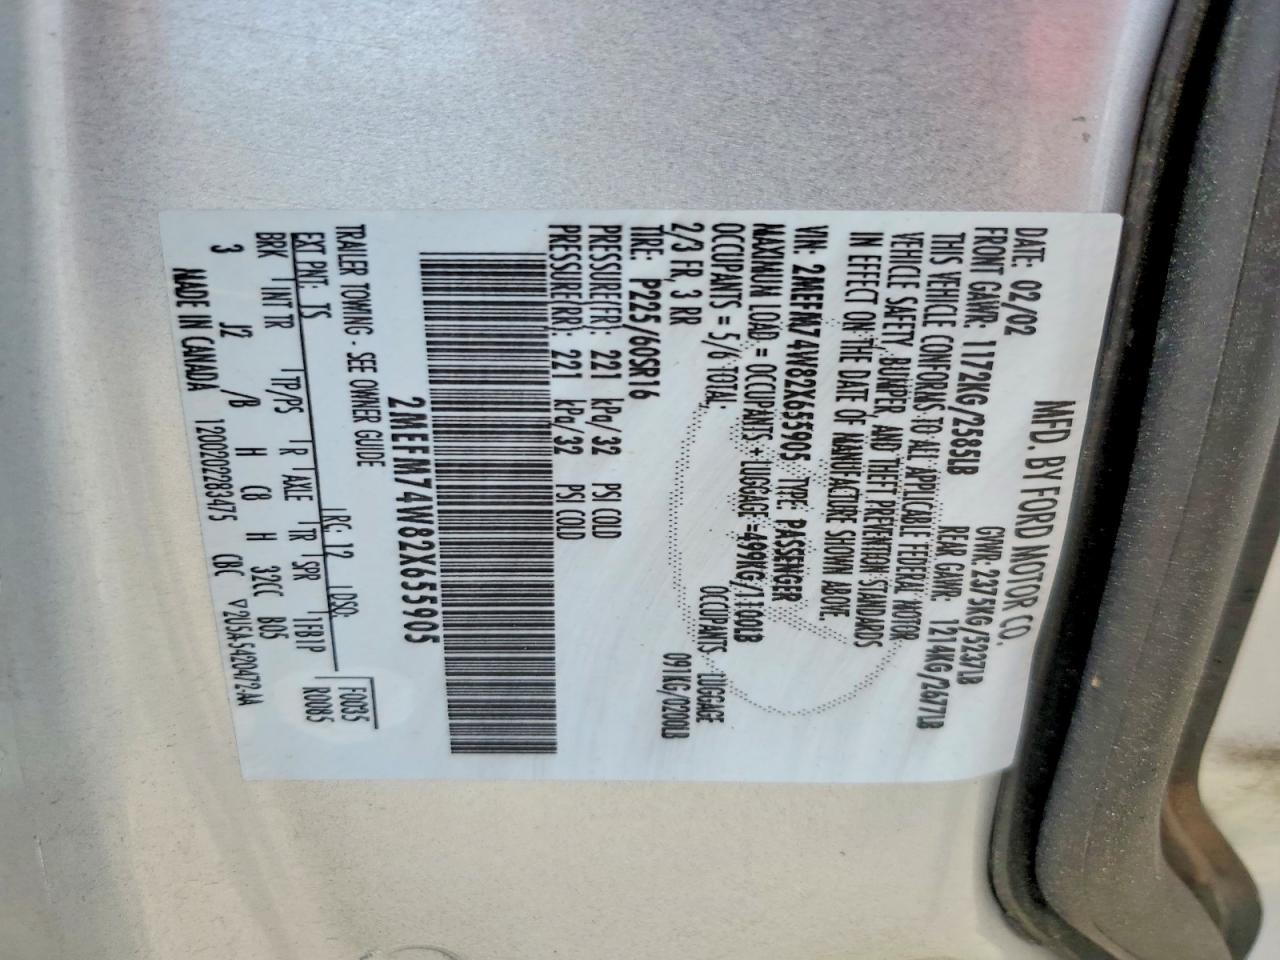 MFD. BY FORD MOTOR CO.
DATE: 02/02 GVWR: 2375KG/5237LB
FRONT GAWR: 1172KG/2585LB REAR GAWR: 1214KG/2677LB
THIS VEHICLE CONFORMS TO ALL APPLICABLE FEDERAL MOTOR
VEHICLE SAFETY, BUMPER, AND THEFT PREVENTION STANDARDS
IN EFFECT ON THE DATE OF MANUFACTURE SHOWN ABOVE.
VIN: 2MEFM74W82X655905 TYPE: PASSENGER
MAXIMUM LOAD = OCCUPANTS + LUGGAGE =499KG/1100LB
OCCUPANTS = 5/6 TOTAL: OCCUPANTS LUGGAGE
2/3 FR, 3 RR 091KG/0200LB
TIRE: P225/60SR16
PRESSURE(FR): 221 kPa/32 PSI COLD
PRESSURE(RR): 221 kPa/32 PSI COLD
2MEFM74W82X655905
TRAILER TOWING - SEE OWNER GUIDE F0035
EXT PNT: TS RC: 12 DSO: R0085
BRK INT TR TP/PS R AXLE TR SPR EFB1P
3 J2 /B H C8 H 32CC B05
MADE IN CANADA 1200202283475 CBC ▽20LSA5420472AA